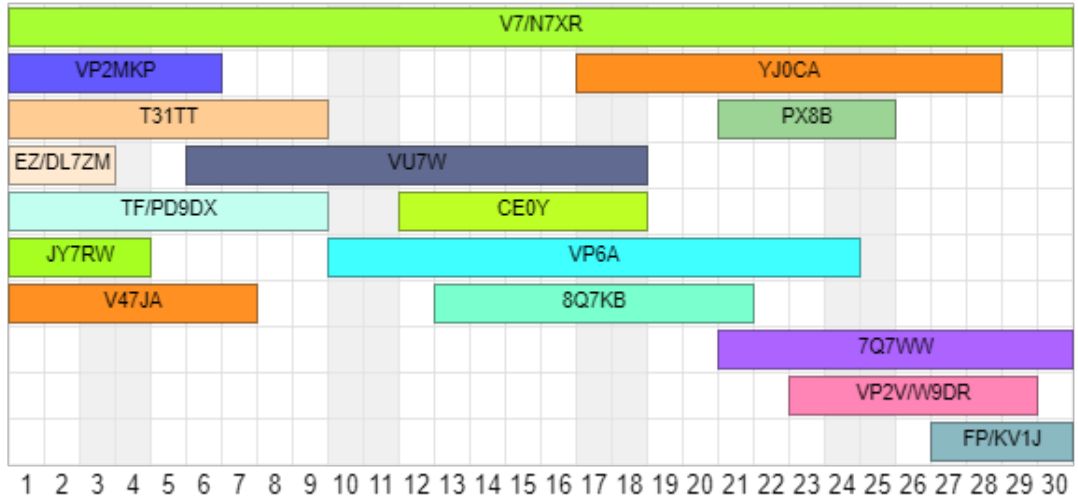 V7/N7XR
VP2MKP YJ0CA
T31TT PX8B
EZ/DL7ZM VU7W
TF/PD9DX CE0Y
JY7RW VP6A
V47JA 8Q7KB
7Q7WW
VP2V/W9DR
FP/KV1J
1 2 3 4 5 6 7 8 9 10 11 12 13 14 15 16 17 18 19 20 21 22 23 24 25 26 27 28 29 30